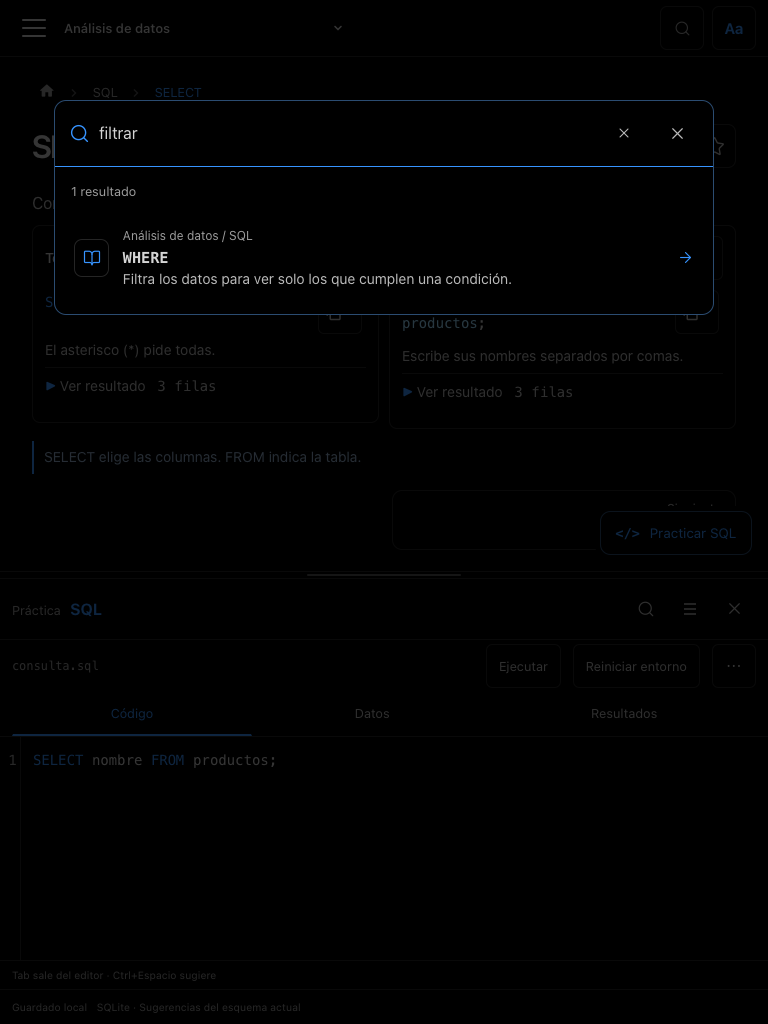 Análisis de datos
Aa
SQL
SELECT
filtrar
1 resultado
Análisis de datos / SQL
WHERE
Filtra los datos para ver solo los que cumplen una condición.
productos;
El asterisco (*) pide todas.
Escribe sus nombres separados por comas.
Ver resultado 3 filas
Ver resultado 3 filas
SELECT elige las columnas. FROM indica la tabla.
</> Practicar SQL
Práctica SQL
consulta.sql
Ejecutar
Reiniciar entorno
...
Código
Datos
Resultados
1 SELECT nombre FROM productos;
Tab sale del editor · Ctrl+Espacio sugiere
Guardado local SQLite · Sugerencias del esquema actual